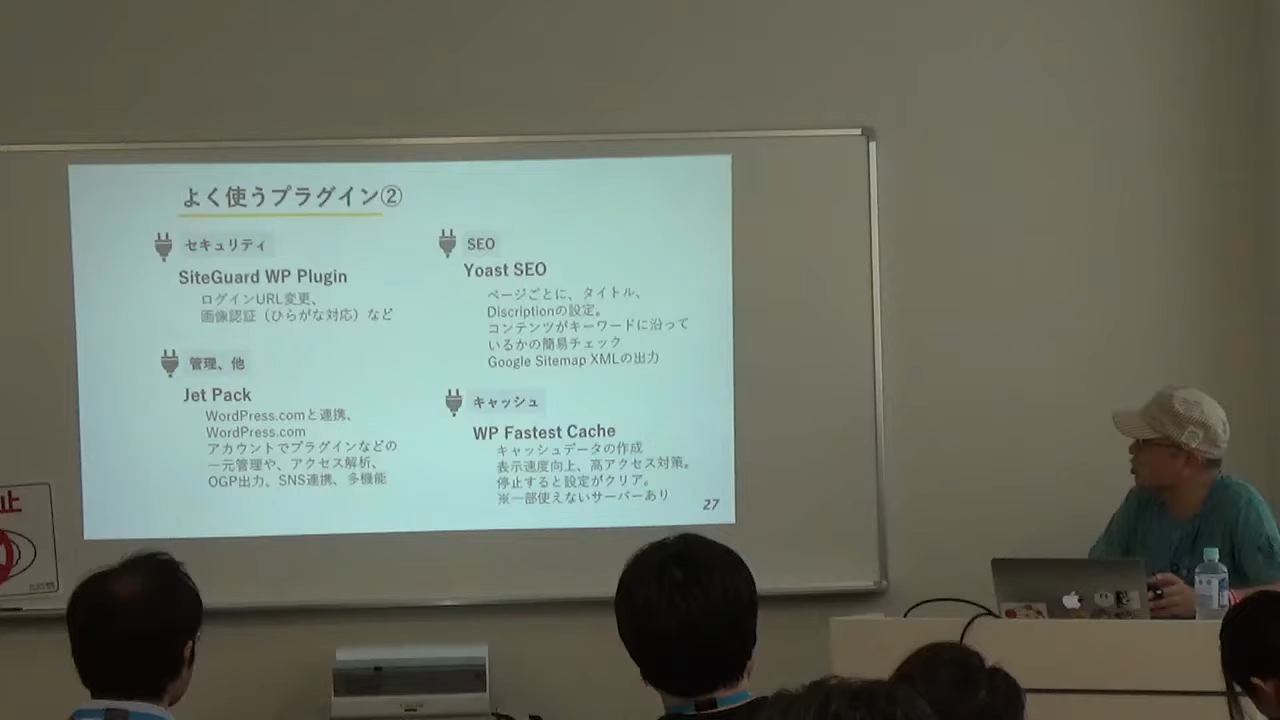 よく使うプラグイン②
セキュリティ
SiteGuard WP Plugin
ログインURL変更、
画像認証（ひらがな対応）など
管理、他
Jet Pack
WordPress.comと連携、
WordPress.com
アカウントでプラグインなどの
一元管理や、アクセス解析、
OGP出力、SNS連携、多機能
SEO
Yoast SEO
ページごとに、タイトル、
Discriptionの設定。
コンテンツがキーワードに沿って
いるかの簡易チェック
Google Sitemap XMLの出力
キャッシュ
WP Fastest Cache
キャッシュデータの作成
表示速度向上、高アクセス対策。
停止すると設定がクリア。
※一部使えないサーバーあり
27
止